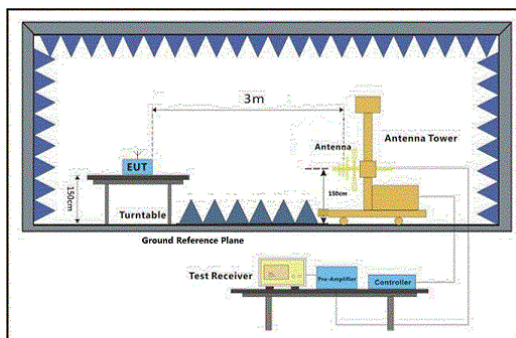 3m
Antenna
Antenna Tower
EUT
150cm
150cm
Turntable
Ground Reference Plane
Test Receiver
Pre-Amplifier
Controller